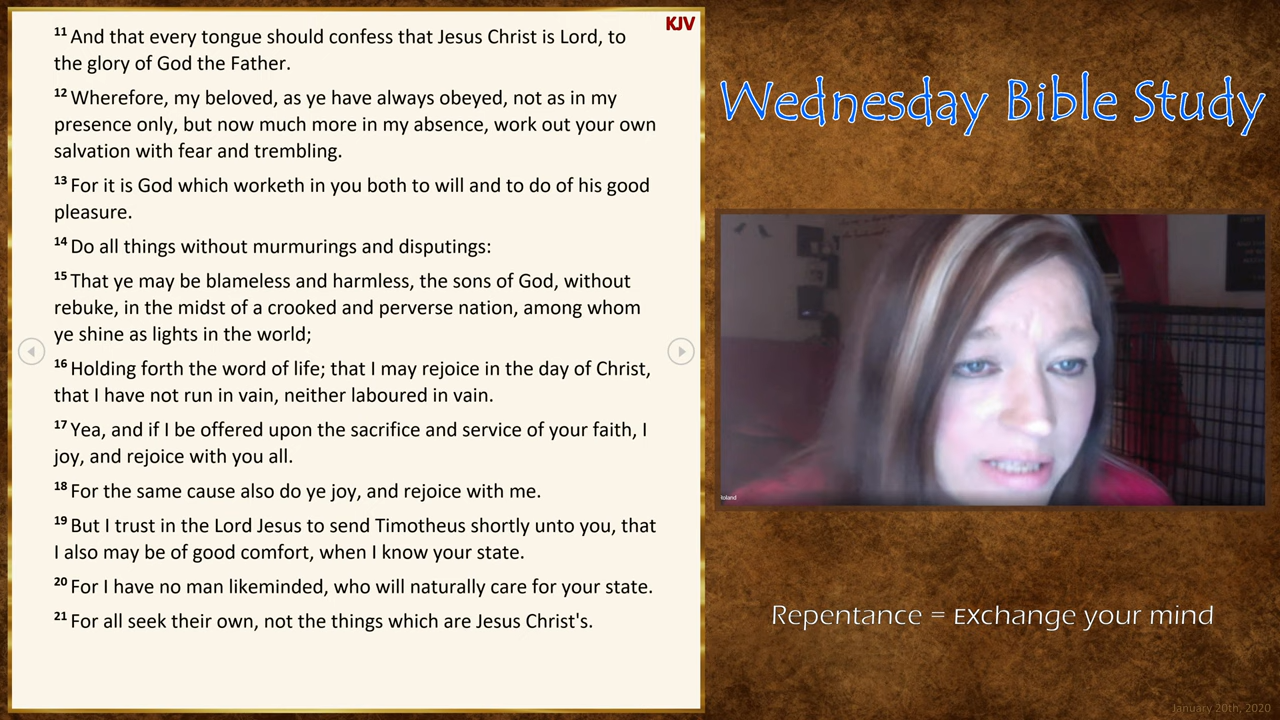 KJV
11 And that every tongue should confess that Jesus Christ is Lord, to
the glory of God the Father.
12 Wherefore, my beloved, as ye have always obeyed, not as in my
presence only, but now much more in my absence, work out your own
salvation with fear and trembling.
13 For it is God which worketh in you both to will and to do of his good
pleasure.
14 Do all things without murmurings and disputings:
15 That ye may be blameless and harmless, the sons of God, without
rebuke, in the midst of a crooked and perverse nation, among whom
ye shine as lights in the world;
16 Holding forth the word of life; that I may rejoice in the day of Christ,
that I have not run in vain, neither laboured in vain.
17 Yea, and if I be offered upon the sacrifice and service of your faith, I
joy, and rejoice with you all.
18 For the same cause also do ye joy, and rejoice with me.
19 But I trust in the Lord Jesus to send Timotheus shortly unto you, that
I also may be of good comfort, when I know your state.
20 For I have no man likeminded, who will naturally care for your state.
21 For all seek their own, not the things which are Jesus Christ's.
Wednesday Bible Study
Repentance = EXchange your mind
January 20th, 2020